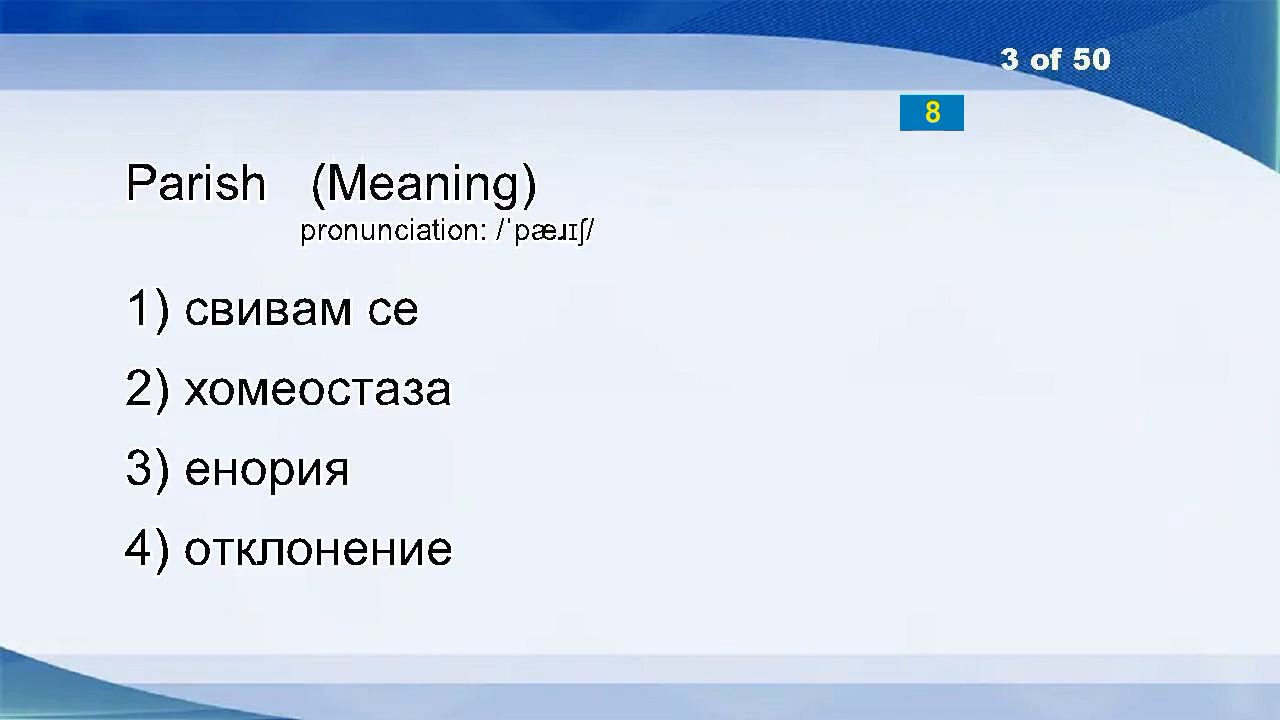 3 of 50
8
Parish (Meaning)
pronunciation: /ˈpæɹɪʃ/
1) свивам се
2) хомеостаза
3) енория
4) отклонение